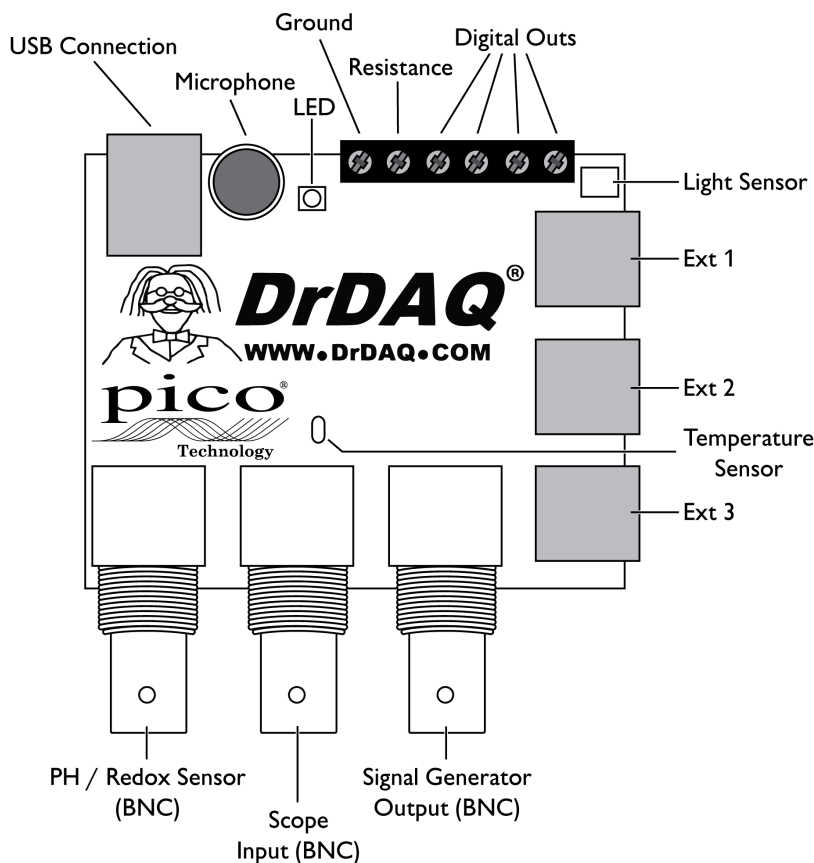 Ground
Digital Outs
USB Connection
Resistance
Microphone
LED
Light Sensor
Ext 1
DrDAQ®
WWW.DrDAQ.COM
pico®
Technology
Ext 2
Temperature
Sensor
Ext 3
PH / Redox Sensor
(BNC)
Scope
Input (BNC)
Signal Generator
Output (BNC)